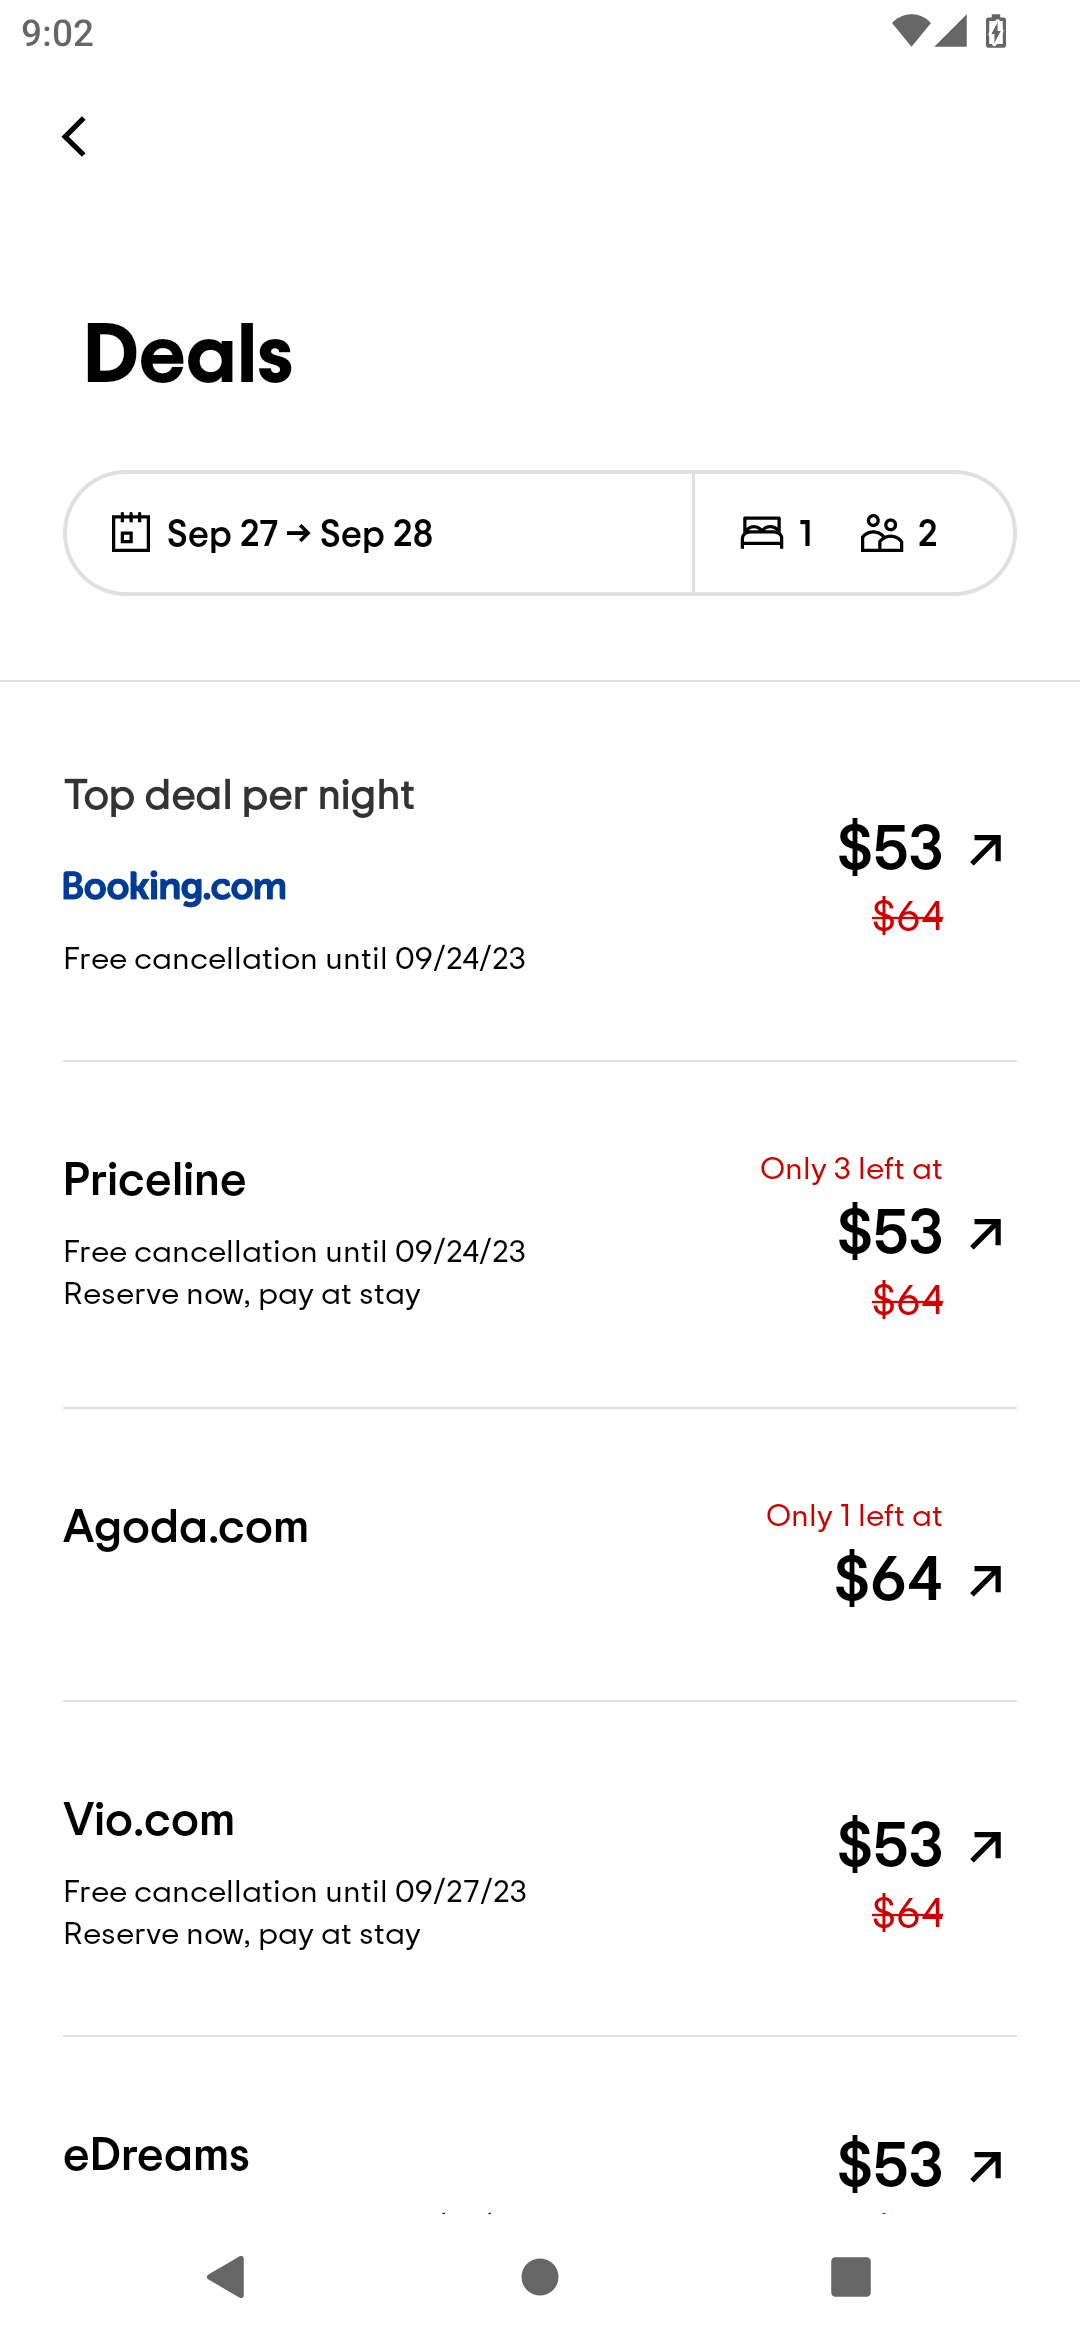 9:02
Deals
Sep 27 → Sep 28
1
2
Top deal per night
Booking.com
Free cancellation until 09/24/23
$53
$64
Priceline
Free cancellation until 09/24/23
Reserve now, pay at stay
Only 3 left at
$53
$64
Agoda.com
Only 1 left at
$64
Vio.com
Free cancellation until 09/27/23
Reserve now, pay at stay
$53
$64
eDreams
$53